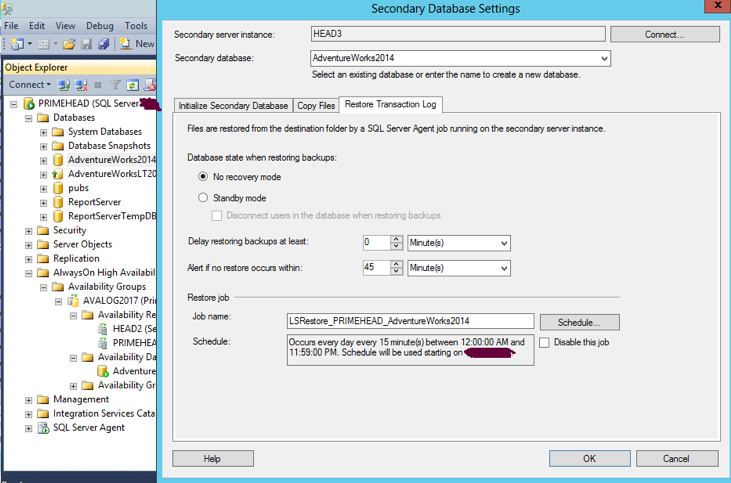 Secondary Database Settings
File Edit View Debug Tools
New
Object Explorer
Connect
PRIMEHEAD (SQL Server
Databases
System Databases
Database Snapshots
AdventureWorks2014
AdventureWorksLT20
pubs
ReportServer
ReportServerTempDB
Security
Server Objects
Replication
AlwaysOn High Availabil
Availability Groups
AVALOG2017 (Prin
Availability Re
HEAD2 (Se
PRIMEHEA
Availability Da
Adventure
Availability Gr
Management
Integration Services Cata
SQL Server Agent
Secondary server instance:
HEAD3
Connect...
Secondary database:
AdventureWorks2014
Select an existing database or enter the name to create a new database.
Initialize Secondary Database Copy Files Restore Transaction Log
Files are restored from the destination folder by a SQL Server Agent job running on the secondary server instance.
Database state when restoring backups:
No recovery mode
Standby mode
Disconnect users in the database when restoring backups
Delay restoring backups at least: 0 Minute(s)
Alert if no restore occurs within: 45 Minute(s)
Restore job
Job name: LSRestore_PRIMEHEAD_AdventureWorks2014 Schedule...
Schedule: Occurs every day every 15 minute(s) between 12:00:00 AM and
11:59:00 PM. Schedule will be used starting on
Disable this job
Help OK Cancel